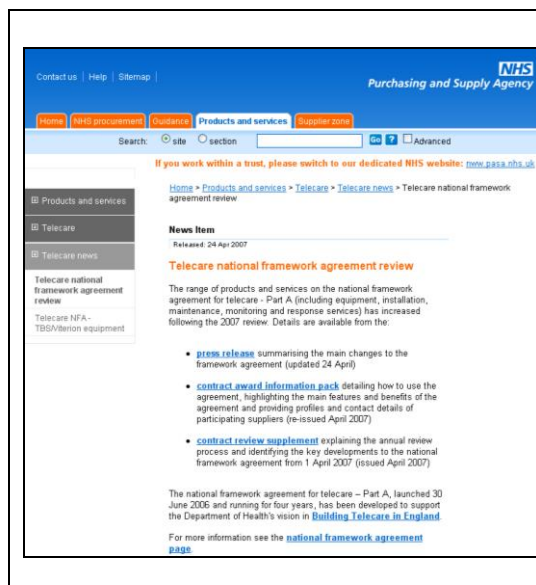 Contact us | Help | Sitemap |
NHS
Purchasing and Supply Agency
Home NHS procurement Guidance Products and services Supplier zone
Search: site section Go ? Advanced
If you work within a trust, please switch to our dedicated NHS website: nww.pasa.nhs.uk
Products and services
Telecare
Telecare news
Telecare national
framework agreement
review
Telecare NFA -
TBS/Viterion equipment
Home > Products and services > Telecare > Telecare news > Telecare national framework
agreement review
News Item
Released: 24 Apr 2007
Telecare national framework agreement review
The range of products and services on the national framework
agreement for telecare - Part A (including equipment, installation,
maintenance, monitoring and response services) has increased
following the 2007 review. Details are available from the:
• press release summarising the main changes to the
framework agreement (updated 24 April)
• contract award information pack detailing how to use the
agreement, highlighting the main features and benefits of the
agreement and providing profiles and contact details of
participating suppliers (re-issued April 2007)
• contract review supplement explaining the annual review
process and identifying the key developments to the national
framework agreement from 1 April 2007 (issued April 2007)
The national framework agreement for telecare – Part A, launched 30
June 2006 and running for four years, has been developed to support
the Department of Health's vision in Building Telecare in England.
For more information see the national framework agreement
page.